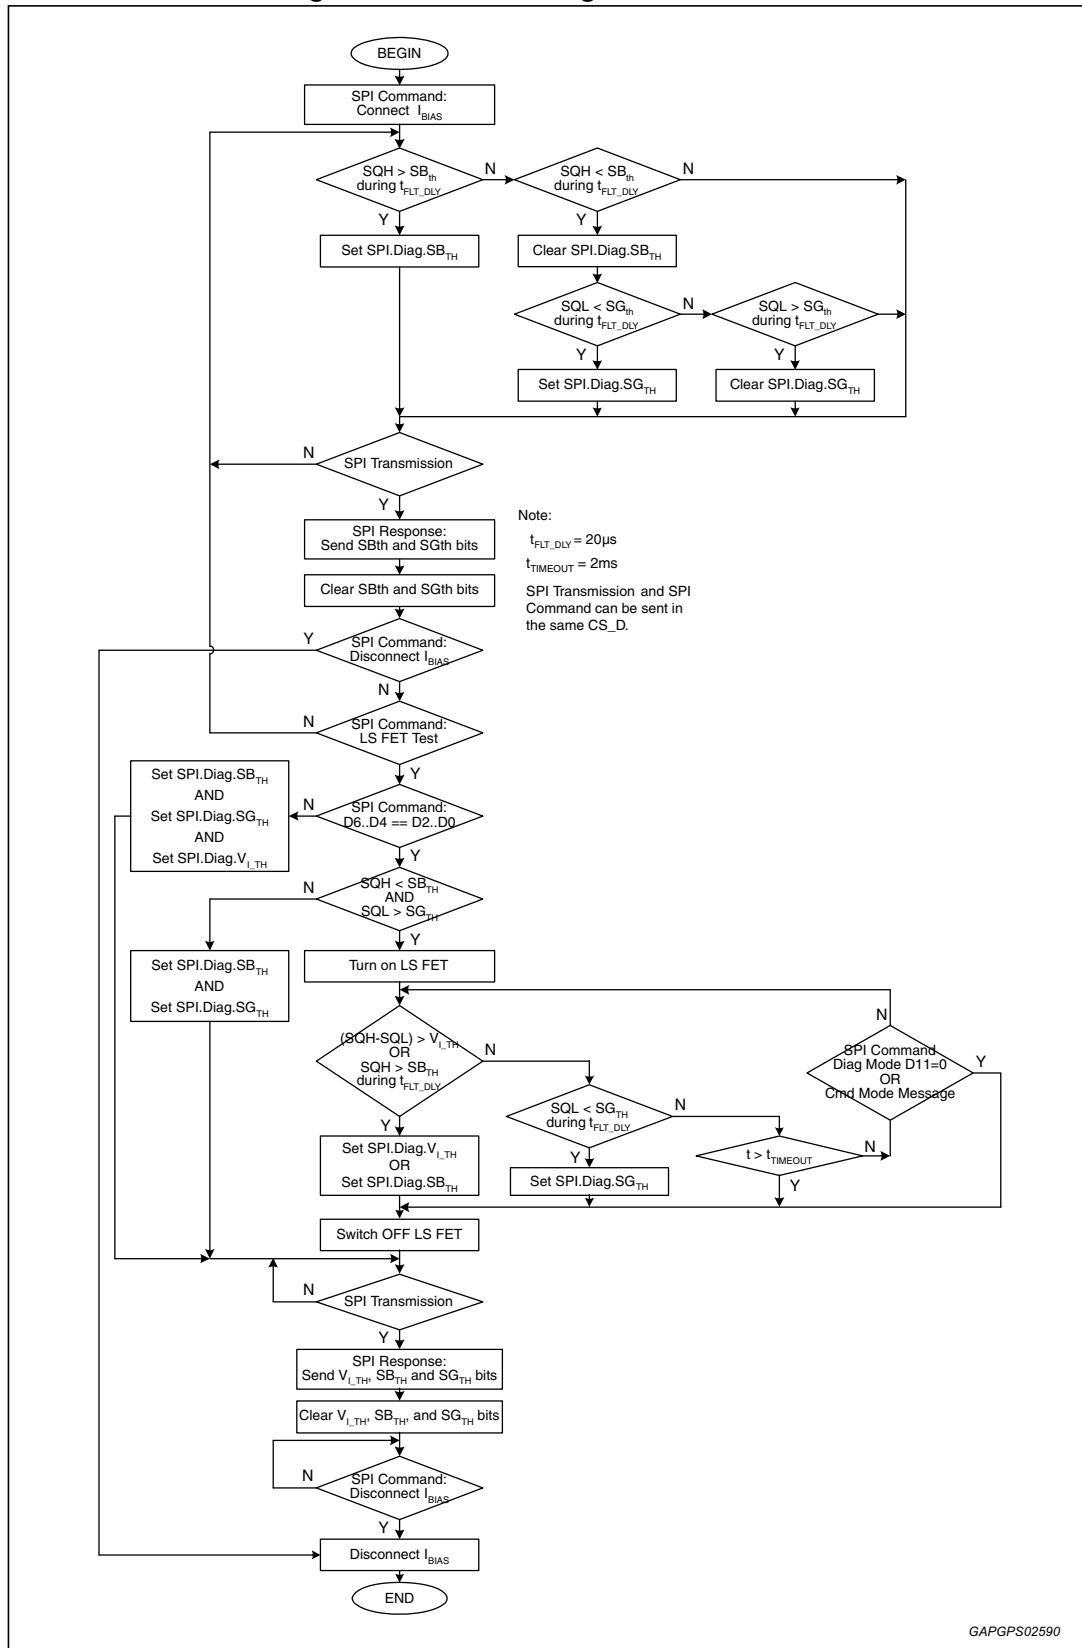 BEGIN
SPI Command:
Connect I_BIAS
SQH > SB_th
during t_FLT_DLY
N
SQH < SB_th
during t_FLT_DLY
N
Y
Y
Set SPI.Diag.SB_TH
Clear SPI.Diag.SB_TH
SQL < SG_th
during t_FLT_DLY
N
SQL > SG_th
during t_FLT_DLY
Y
Y
Set SPI.Diag.SG_TH
Clear SPI.Diag.SG_TH
N
SPI Transmission
Y
SPI Response:
Send SBth and SGth bits
Clear SBth and SGth bits
Note:
t_FLT_DLY = 20µs
t_TIMEOUT = 2ms
SPI Transmission and SPI
Command can be sent in
the same CS_D.
Y
SPI Command:
Disconnect I_BIAS
N
N
SPI Command:
LS FET Test
Y
Set SPI.Diag.SB_TH
AND
Set SPI.Diag.SG_TH
AND
Set SPI.Diag.V_I_TH
N
SPI Command:
D6..D4 == D2..D0
Y
N
SQH < SB_TH
AND
SQL > SG_TH
Y
Set SPI.Diag.SB_TH
AND
Set SPI.Diag.SG_TH
Turn on LS FET
(SQH-SQL) > V_I_TH
OR
SQH > SB_TH
during t_FLT_DLY
N
Y
SQL < SG_TH
during t_FLT_DLY
N
Y
t > t_TIMEOUT
N
Y
N
SPI Command
Diag Mode D11=0
OR
Cmd Mode Message
Y
Set SPI.Diag.V_I_TH
OR
Set SPI.Diag.SB_TH
Set SPI.Diag.SG_TH
Switch OFF LS FET
N
SPI Transmission
Y
SPI Response:
Send V_I_TH, SB_TH and SG_TH bits
Clear V_I_TH, SB_TH, and SG_TH bits
N
SPI Command:
Disconnect I_BIAS
Y
Disconnect I_BIAS
END
GAPGPS02590